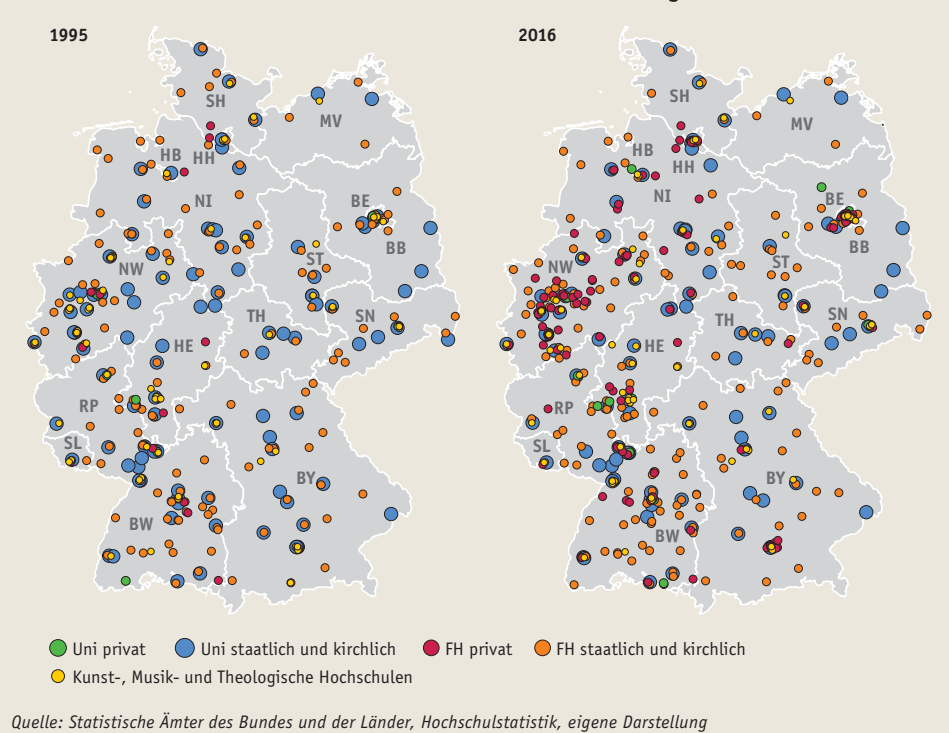 1995
2016
SH
MV
HB
HH
NI
BE
BB
NW
ST
TH
SN
HE
RP
SL
BY
BW
SH
MV
HB
HH
NI
BE
BB
NW
ST
TH
SN
HE
RP
SL
BY
BW
Uni privat Uni staatlich und kirchlich FH privat FH staatlich und kirchlich
Kunst-, Musik- und Theologische Hochschulen
Quelle: Statistische Ämter des Bundes und der Länder, Hochschulstatistik, eigene Darstellung